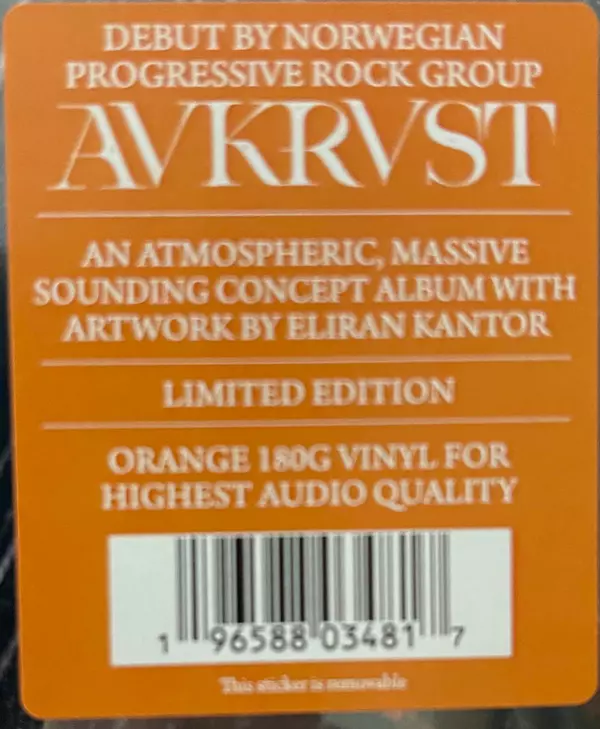 DEBUT BY NORWEGIAN
PROGRESSIVE ROCK GROUP
AVKRVST
AN ATMOSPHERIC, MASSIVE
SOUNDING CONCEPT ALBUM WITH
ARTWORK BY ELIRAN KANTOR
LIMITED EDITION
ORANGE 180G VINYL FOR
HIGHEST AUDIO QUALITY
1 96588 03481 7
This sticker is removable